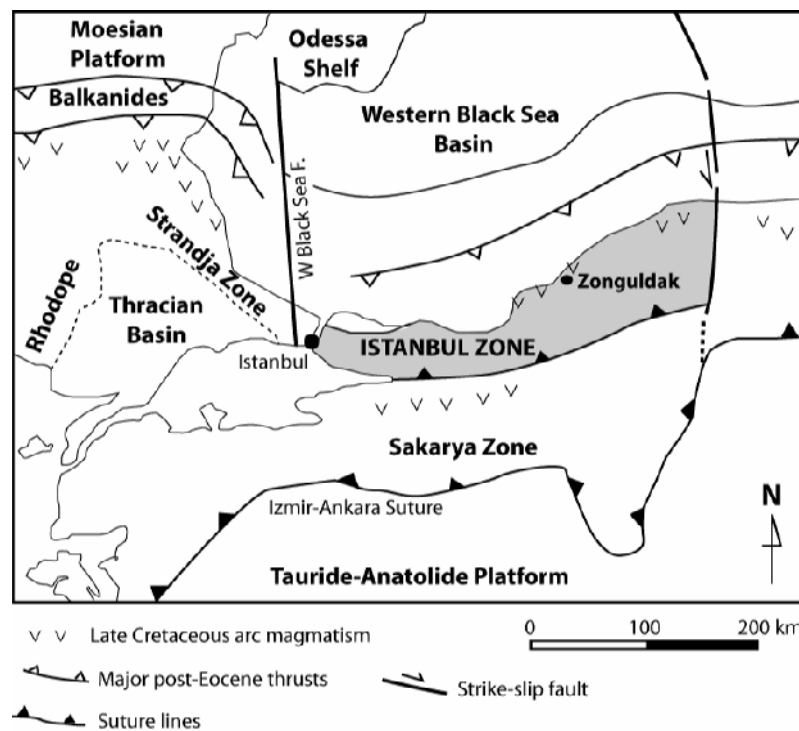 Moesian
Platform
Odessa
Shelf
Balkanides
Western Black Sea
Basin
W Black Sea F.
Strandja Zone
Rhodope
Thracian
Basin
Zonguldak
Istanbul
ISTANBUL ZONE
Sakarya Zone
Izmir-Ankara Suture
N
Tauride-Anatolide Platform
Late Cretaceous arc magmatism
0 100 200 km
Major post-Eocene thrusts
Strike-slip fault
Suture lines